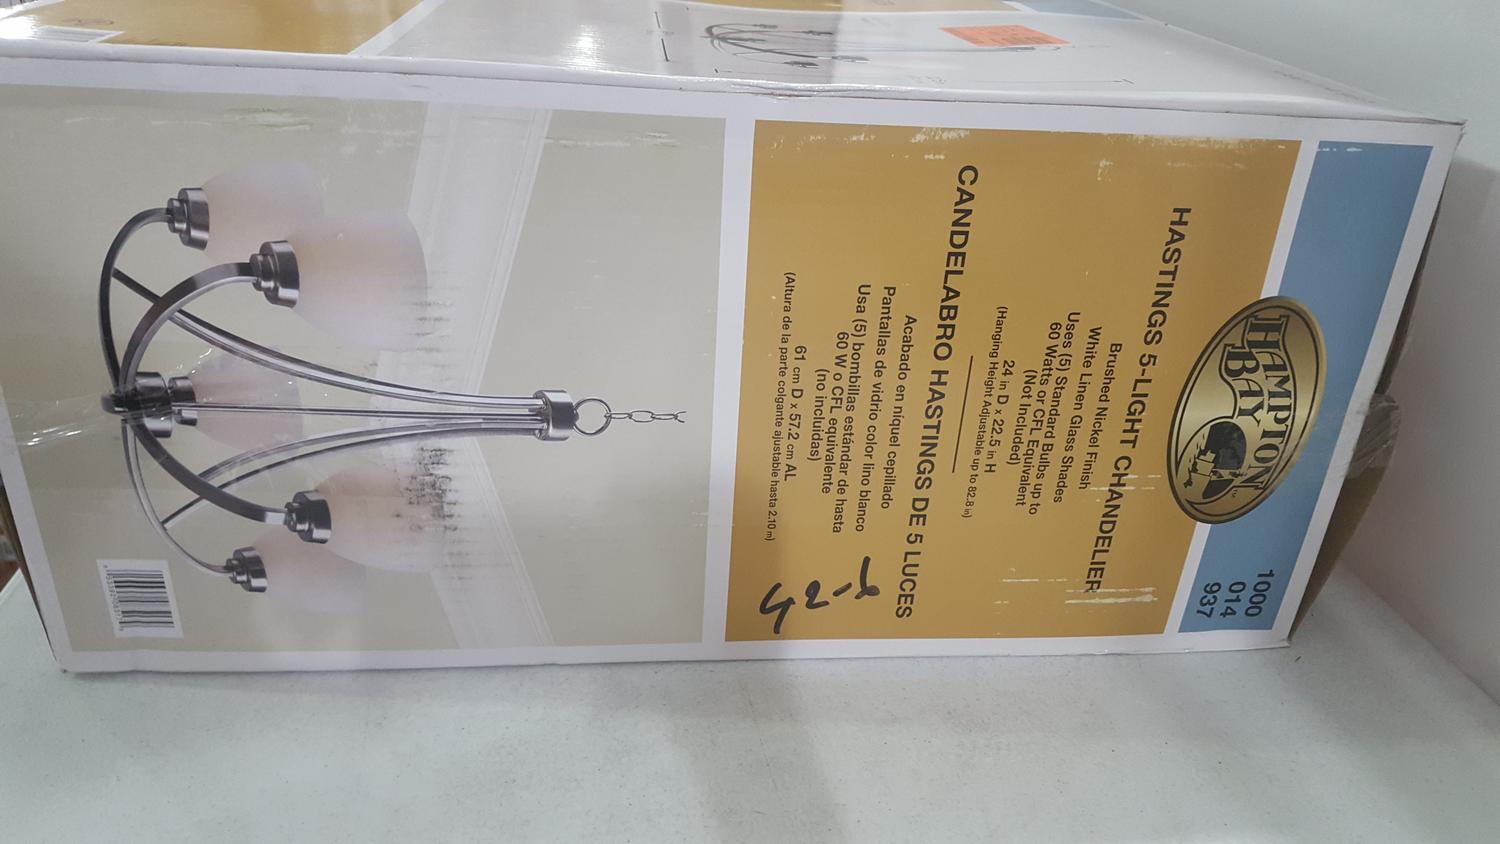 HAMPTON
BAY
TM
1000
014
937
HASTINGS 5-LIGHT CHANDELIER
Brushed Nickel Finish
White Linen Glass Shades
Uses (5) Standard Bulbs up to
60 Watts or CFL Equivalent
(Not Included)
24 in D x 22.5 in H
(Hanging Height Adjustable up to 82.8 in)
CANDELABRO HASTINGS DE 5 LUCES
Acabado en níquel cepillado
Pantallas de vidrio color lino blanco
Usa (5) bombillas estándar de hasta
60 W o CFL equivalente
(no incluidas)
61 cm D x 57.2 cm AL
(Altura de la parte colgante ajustable hasta 2.10 m)